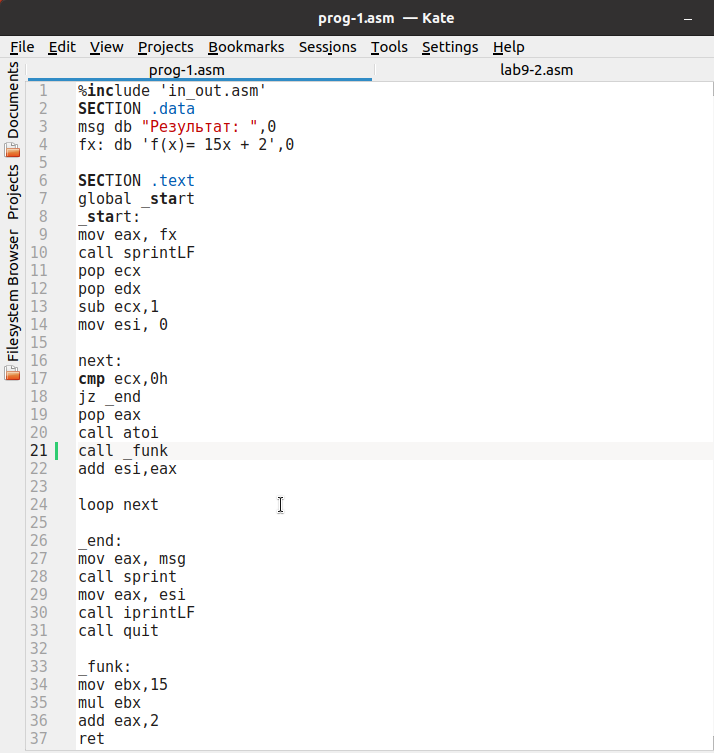 prog-1.asm — Kate
File Edit View Projects Bookmarks Sessions Tools Settings Help
prog-1.asm lab9-2.asm
Documents
Projects
Filesystem Browser
1 %include 'in_out.asm'
2 SECTION .data
3 msg db "Результат: ",0
4 fx: db 'f(x)= 15x + 2',0
5
6 SECTION .text
7 global _start
8 _start:
9 mov eax, fx
10 call sprintLF
11 pop ecx
12 pop edx
13 sub ecx,1
14 mov esi, 0
15
16 next:
17 cmp ecx,0h
18 jz _end
19 pop eax
20 call atoi
21 call _funk
22 add esi,eax
23
24 loop next
25
26 _end:
27 mov eax, msg
28 call sprint
29 mov eax, esi
30 call iprintLF
31 call quit
32
33 _funk:
34 mov ebx,15
35 mul ebx
36 add eax,2
37 ret